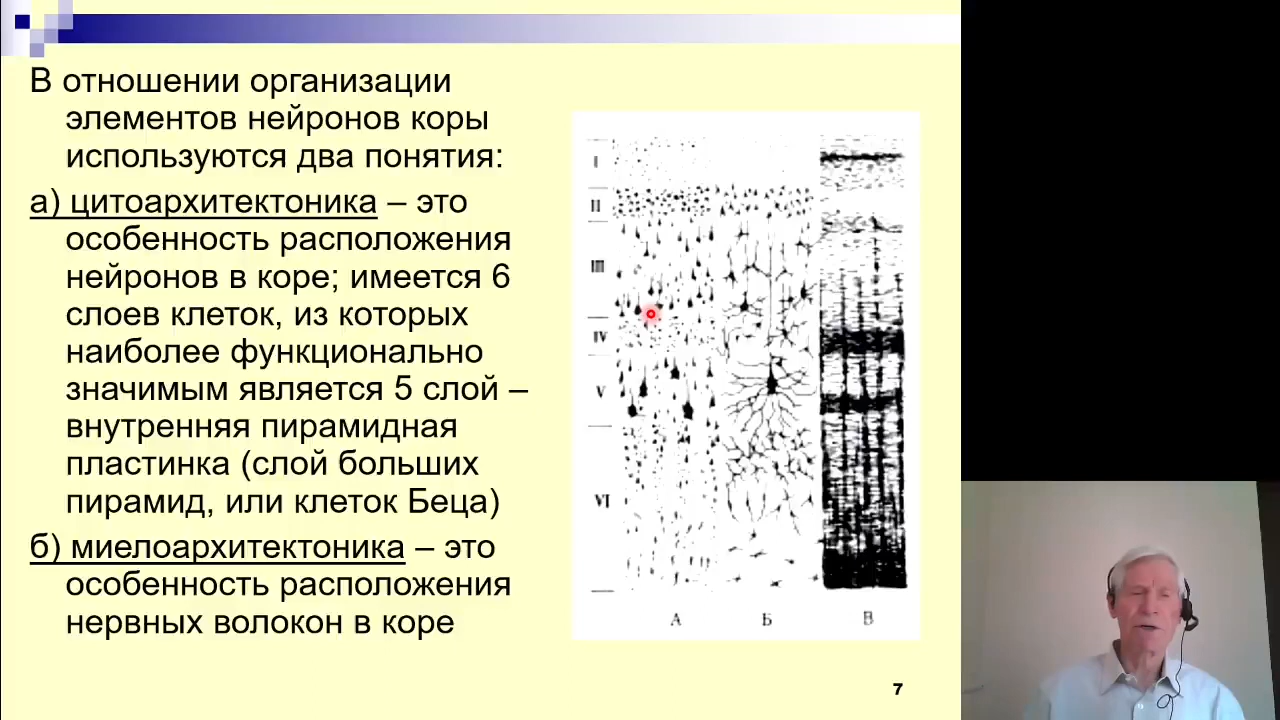 В отношении организации
элементов нейронов коры
используются два понятия:
а) цитоархитектоника – это
особенность расположения
нейронов в коре; имеется 6
слоев клеток, из которых
наиболее функционально
значимым является 5 слой –
внутренняя пирамидная
пластинка (слой больших
пирамид, или клеток Беца)
б) миелоархитектоника – это
особенность расположения
нервных волокон в коре
I
II
III
IV
V
VI
А Б В
7